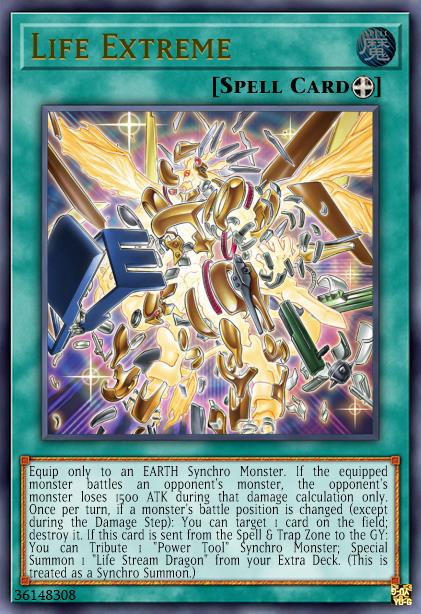 LIFE EXTREME
魔
[SPELL CARD]
E
Equip only to an EARTH Synchro Monster. If the equipped
monster battles an opponent's monster, the opponent's
monster loses 1500 ATK during that damage calculation only.
Once per turn, if a monster's battle position is changed (except
during the Damage Step): You can target 1 card on the field;
destroy it. If this card is sent from the Spell & Trap Zone to the GY:
You can Tribute 1 "Power Tool" Synchro Monster; Special
Summon 1 "Life Stream Dragon" from your Extra Deck. (This is
treated as a Synchro Summon.)
36148308